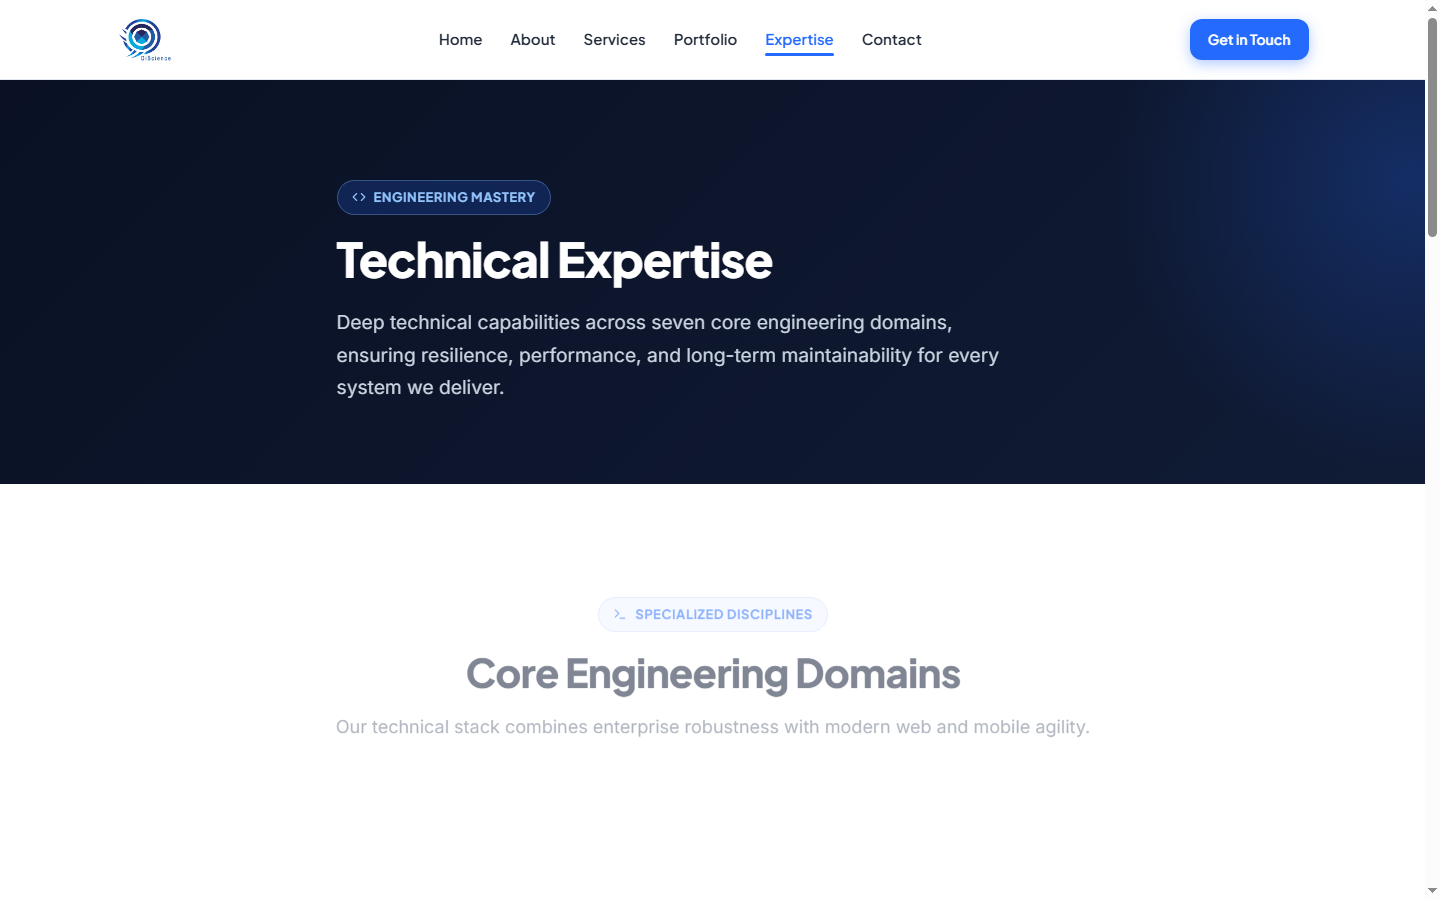 QiScience
Home
About
Services
Portfolio
Expertise
Contact
Get In Touch
ENGINEERING MASTERY
Technical Expertise
Deep technical capabilities across seven core engineering domains,
ensuring resilience, performance, and long-term maintainability for every
system we deliver.
SPECIALIZED DISCIPLINES
Core Engineering Domains
Our technical stack combines enterprise robustness with modern web and mobile agility.